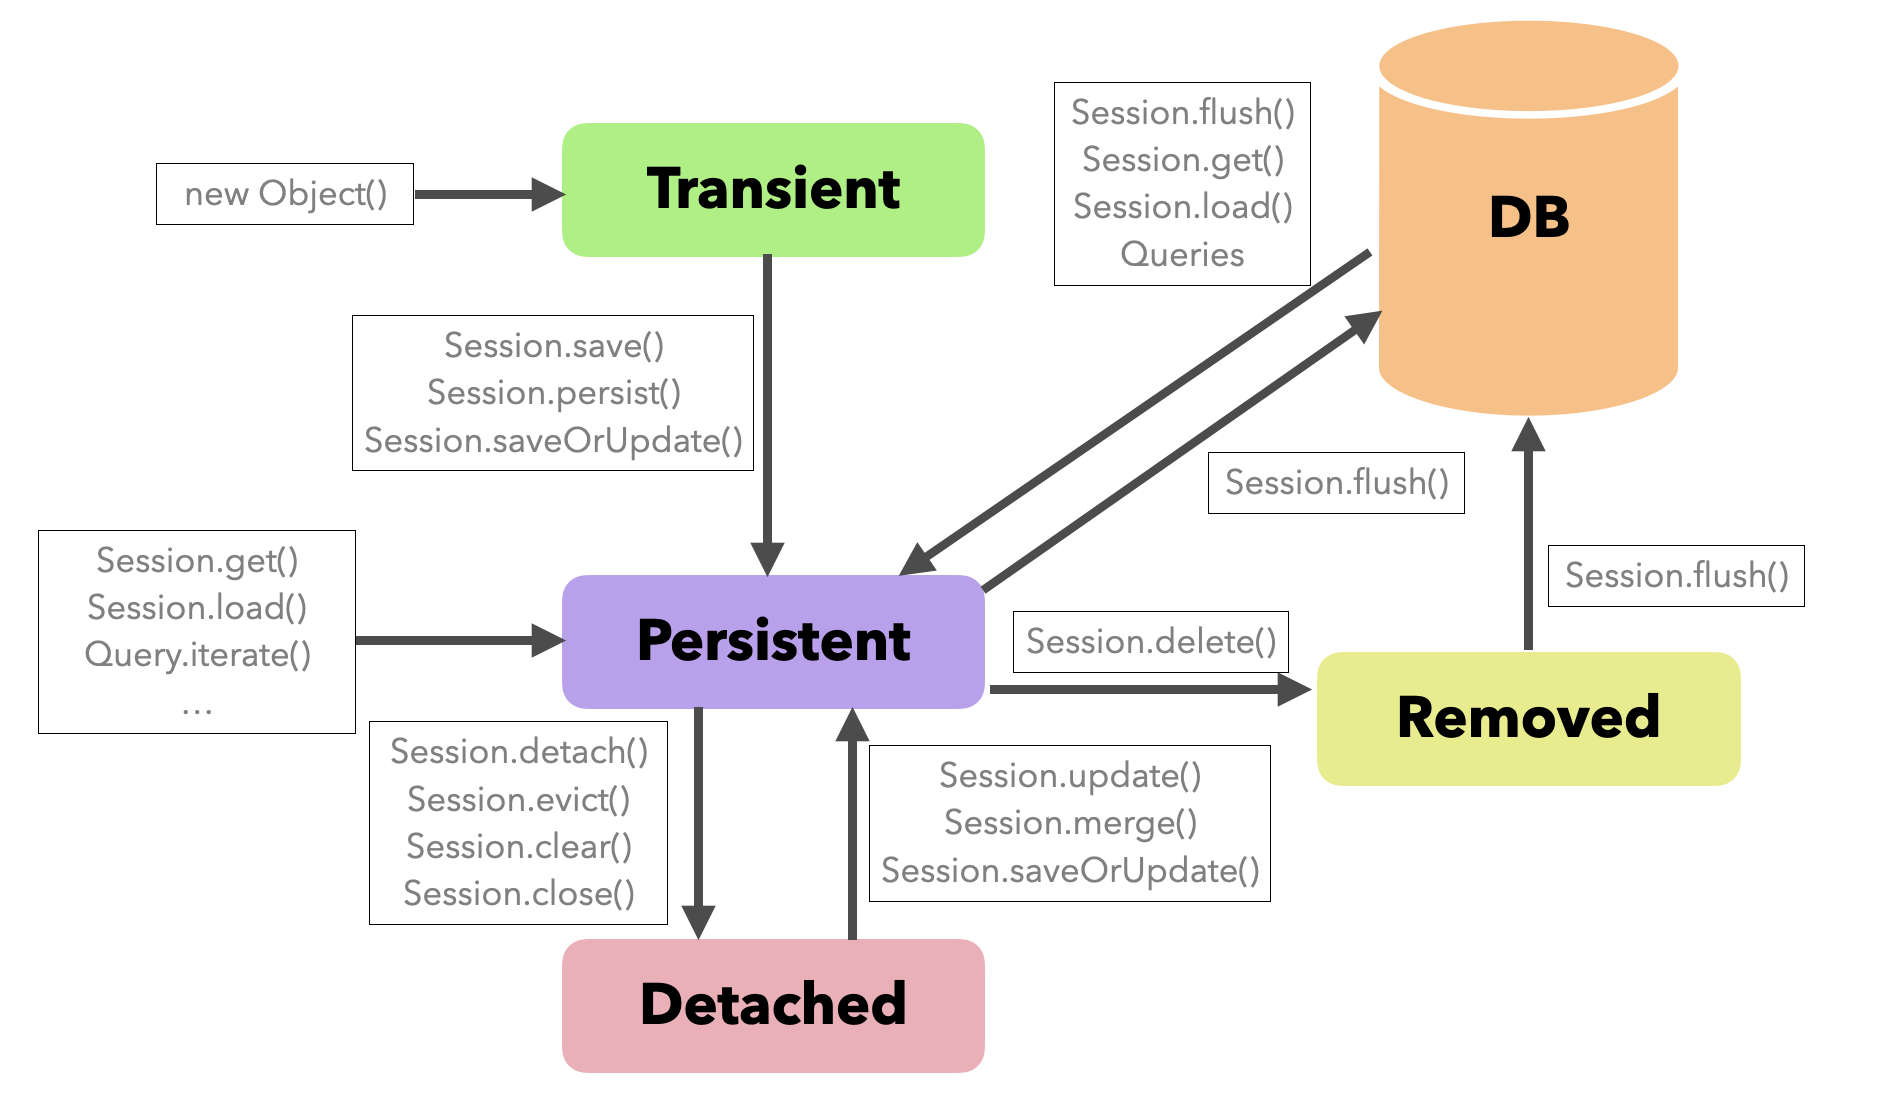 new Object()
Transient
Session.flush()
Session.get()
Session.load()
Queries
DB
Session.save()
Session.persist()
Session.saveOrUpdate()
Session.flush()
Session.flush()
Session.get()
Session.load()
Query.iterate()
...
Persistent
Session.delete()
Removed
Session.detach()
Session.evict()
Session.clear()
Session.close()
Session.update()
Session.merge()
Session.saveOrUpdate()
Detached